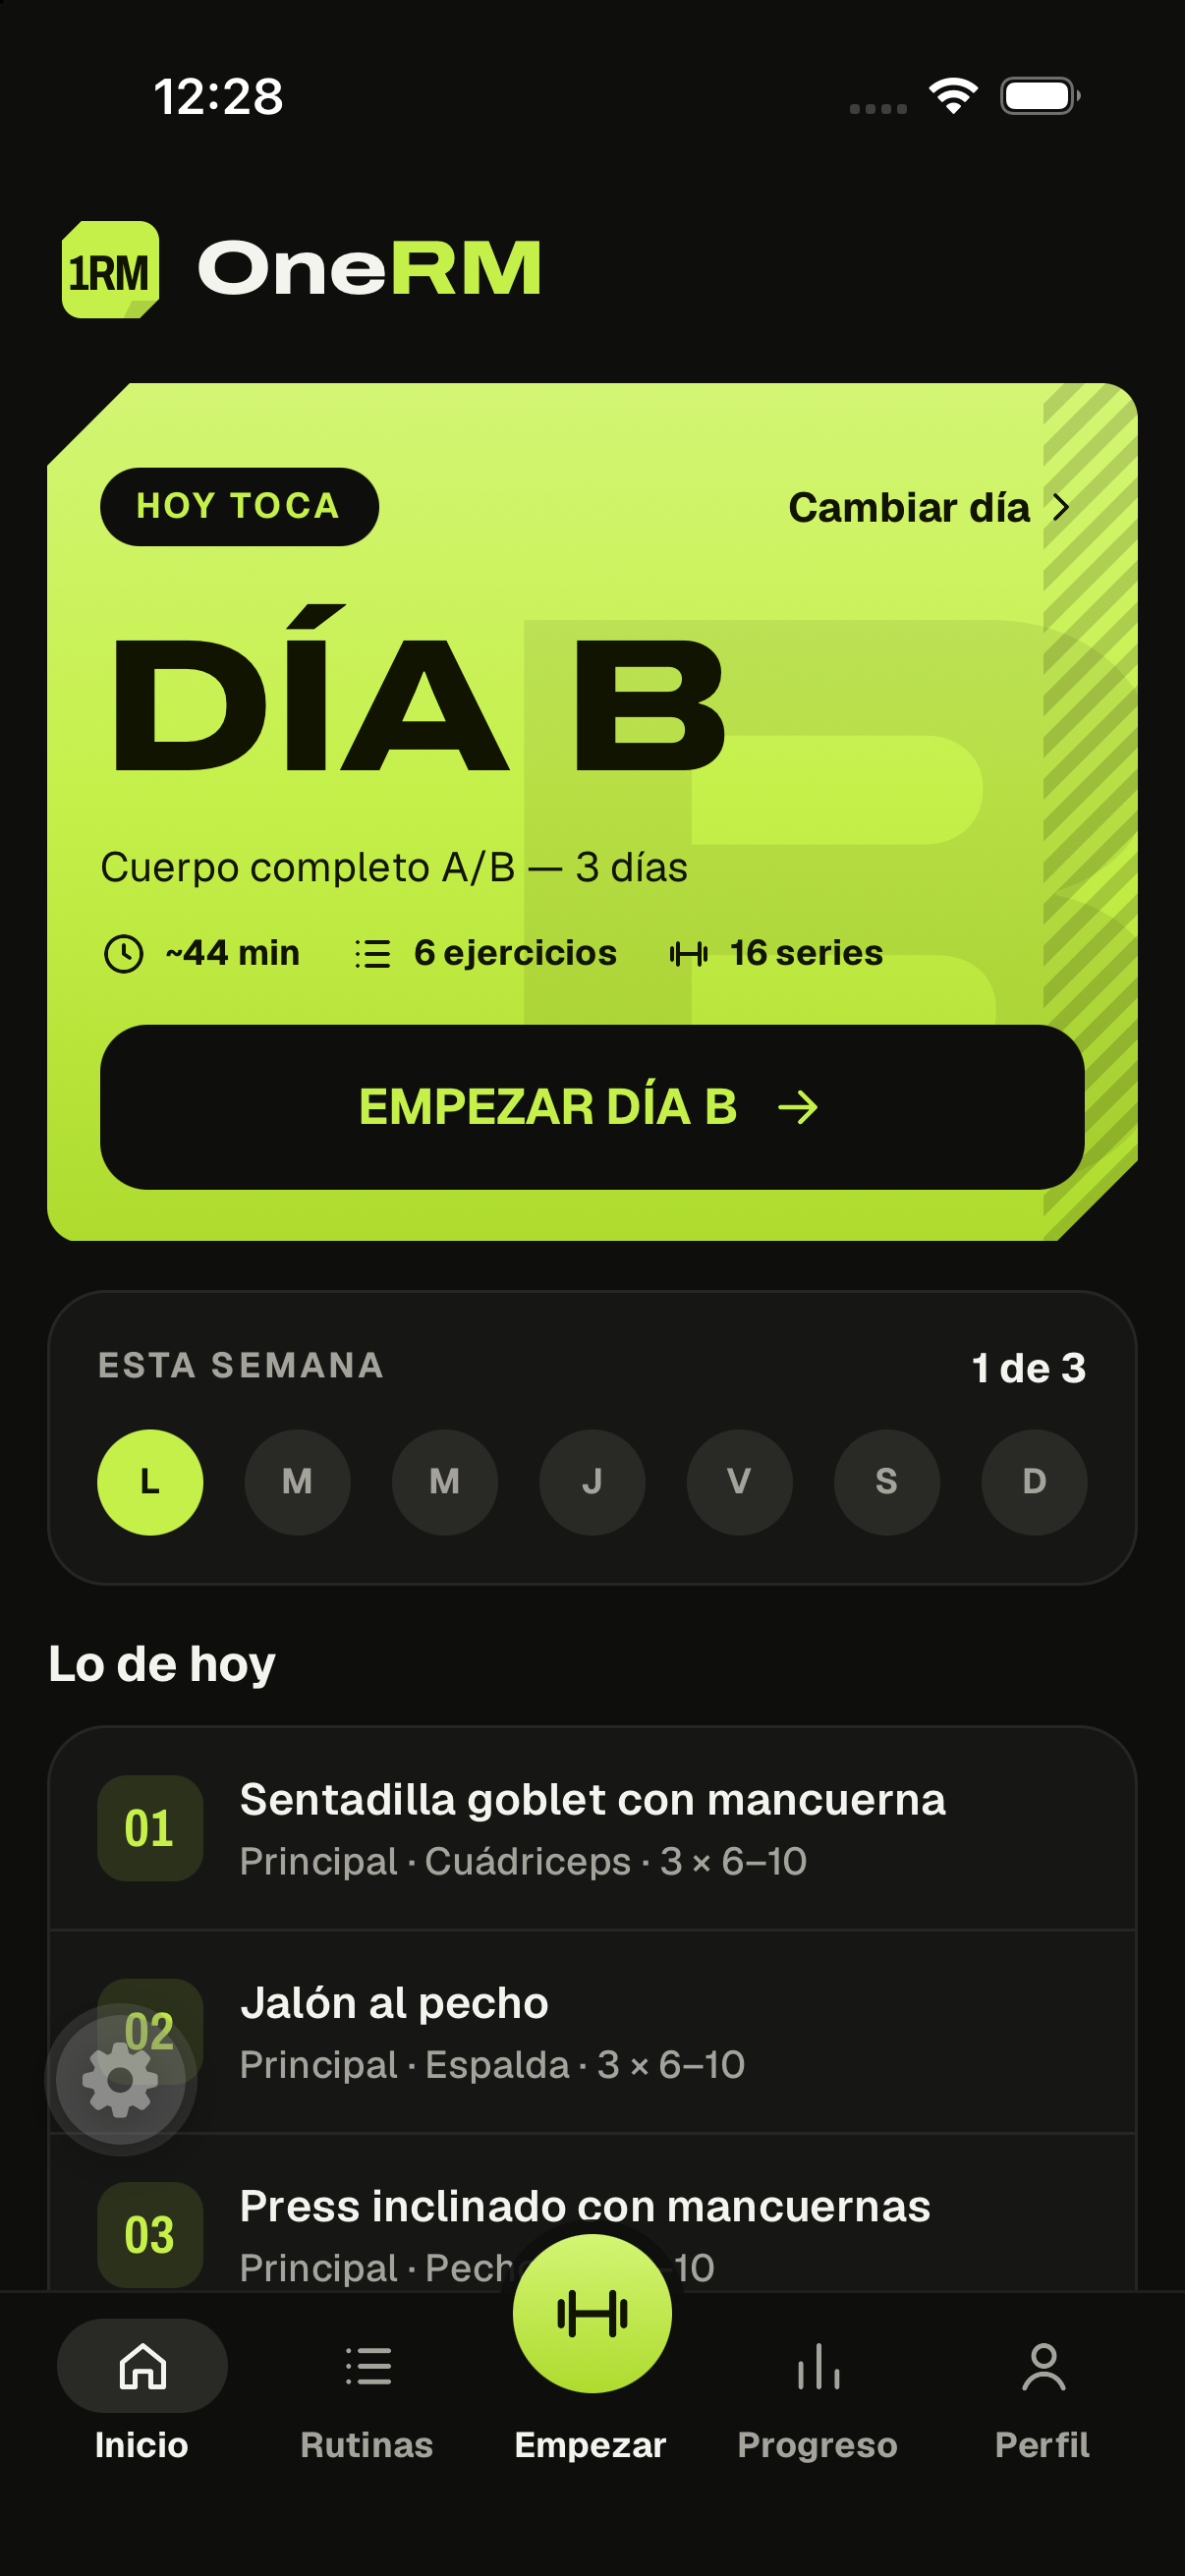 12:28
1RM OneRM
HOY TOCA
Cambiar día
DÍA B
Cuerpo completo A/B — 3 días
~44 min 6 ejercicios 16 series
EMPEZAR DÍA B
ESTA SEMANA
1 de 3
L M M J V S D
Lo de hoy
01
Sentadilla goblet con mancuerna
Principal · Cuádriceps · 3 × 6–10
02
Jalón al pecho
Principal · Espalda · 3 × 6–10
03
Press inclinado con mancuernas
Principal ·
Inicio Rutinas Empezar Progreso Perfil